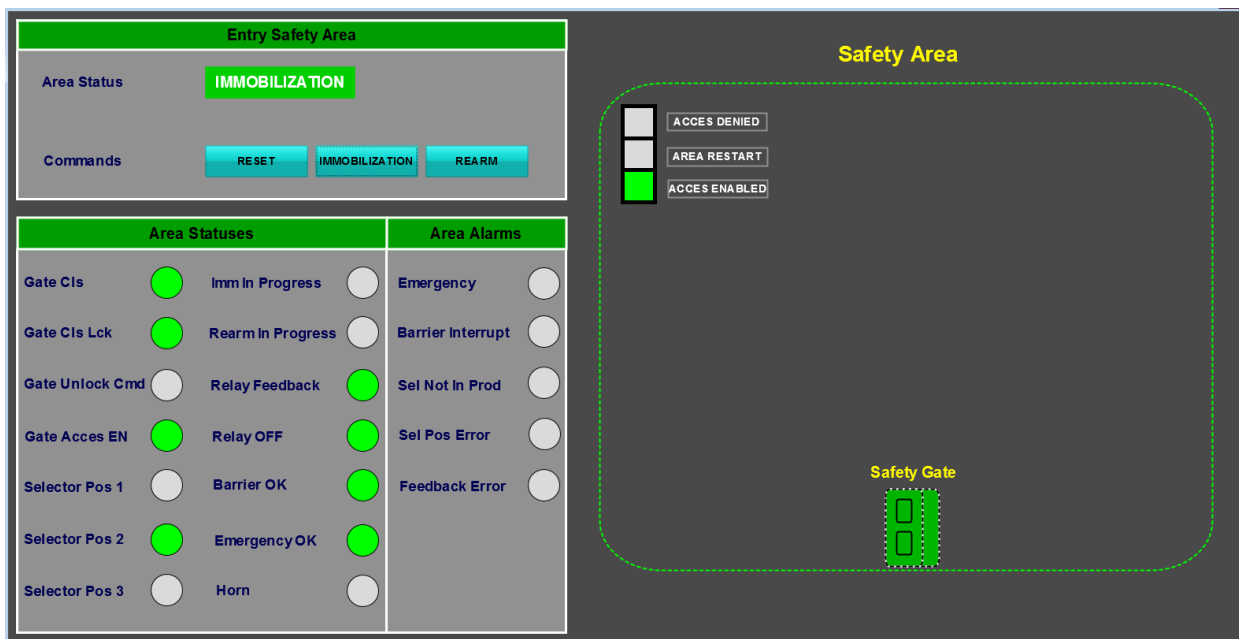 Entry Safety Area
Area Status
IMMOBILIZATION
Commands
RESET
IMMOBILIZATION
REARM
Area Statuses
Area Alarms
Gate Cls
Imm In Progress
Emergency
Gate Cls Lck
Rearm In Progress
Barrier Interrupt
Gate Unlock Cmd
Relay Feedback
Sel Not In Prod
Gate Acces EN
Relay OFF
Sel Pos Error
Selector Pos 1
Barrier OK
Feedback Error
Selector Pos 2
Emergency OK
Selector Pos 3
Horn
Safety Area
ACCES DENIED
AREA RESTART
ACCES ENABLED
Safety Gate